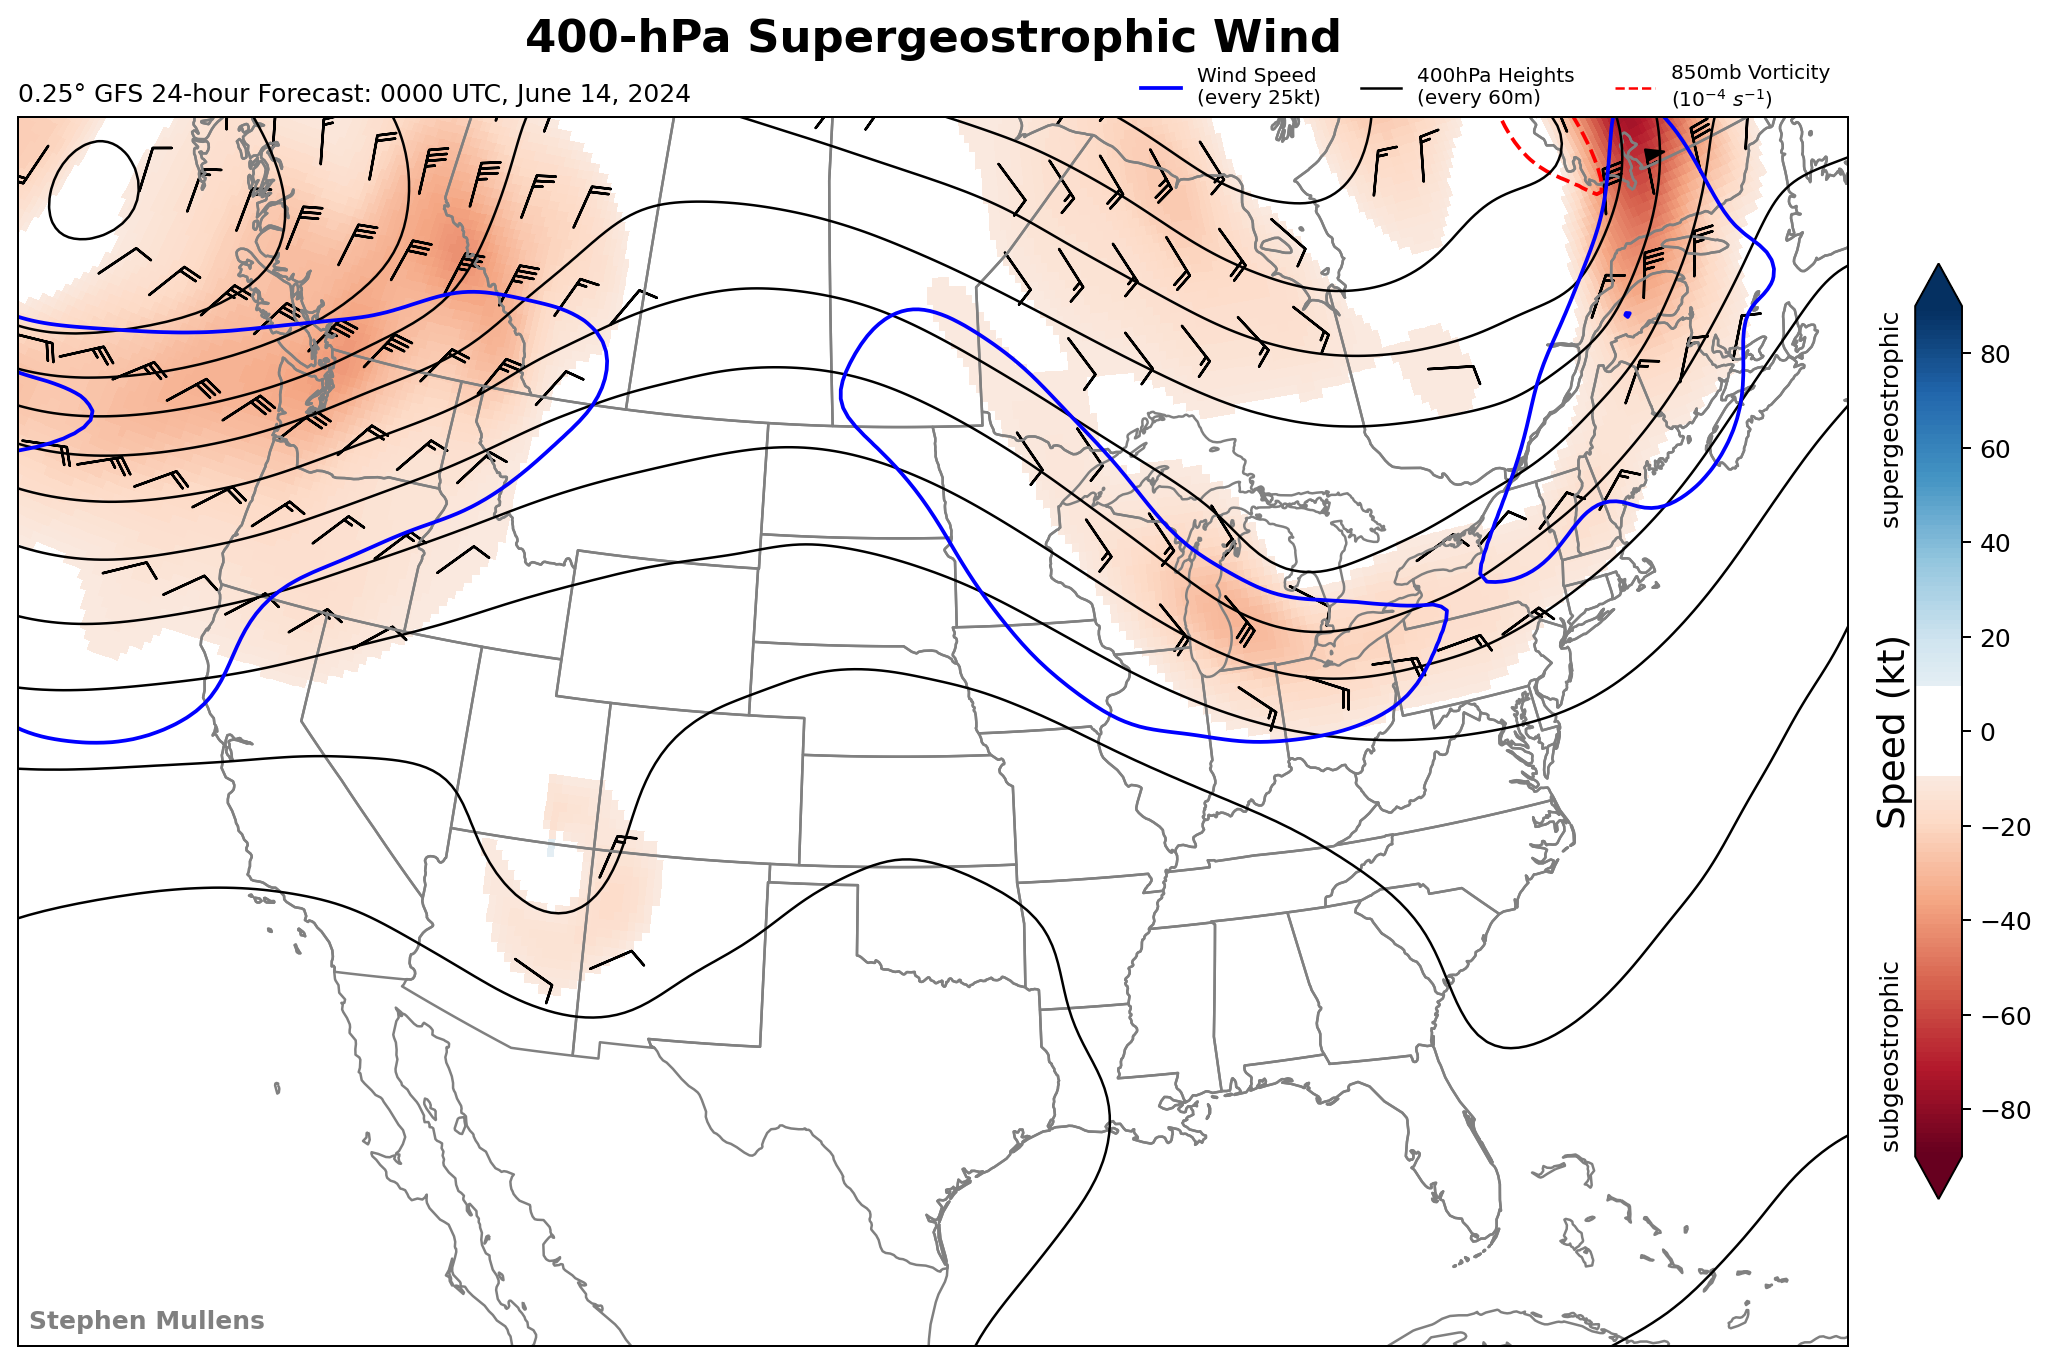 400-hPa Supergeostrophic Wind
0.25° GFS 24-hour Forecast: 0000 UTC, June 14, 2024
Wind Speed
(every 25kt)
400hPa Heights
(every 60m)
850mb Vorticity
(10⁻⁴ s⁻¹)
supergeostrophic
Speed (kt)
subgeostrophic
80
60
40
20
0
−20
−40
−60
−80
Stephen Mullens